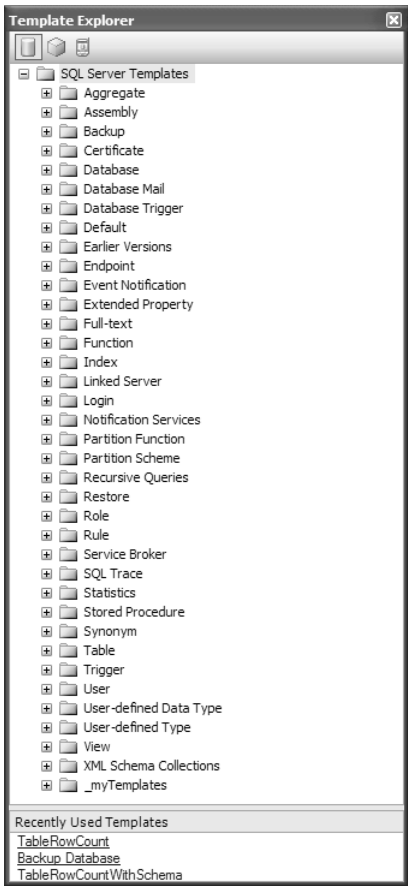 Template Explorer
SQL Server Templates
Aggregate
Assembly
Backup
Certificate
Database
Database Mail
Database Trigger
Default
Earlier Versions
Endpoint
Event Notification
Extended Property
Full-text
Function
Index
Linked Server
Login
Notification Services
Partition Function
Partition Scheme
Recursive Queries
Restore
Role
Rule
Service Broker
SQL Trace
Statistics
Stored Procedure
Synonym
Table
Trigger
User
User-defined Data Type
User-defined Type
View
XML Schema Collections
_myTemplates
Recently Used Templates
TableRowCount
Backup Database
TableRowCountWithSchema